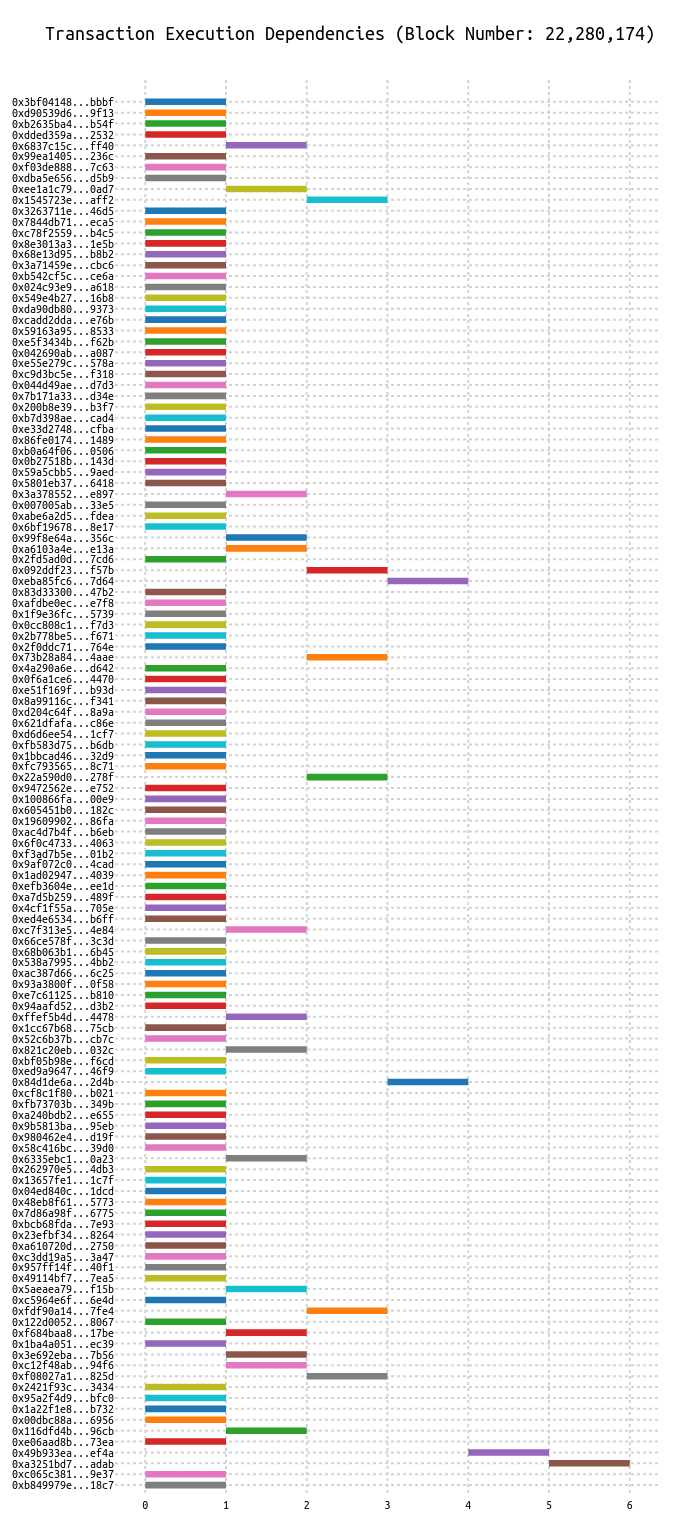 Transaction Execution Dependencies (Block Number: 22,280,174)
0x3bf04148...bbbf
0xd90539d6...9f13
0xb2635ba4...b54f
0xdded359a...2532
0x6837c15c...ff40
0x99ea1405...236c
0xf03de888...7c63
0xdba5e656...d5b9
0xee1a1c79...0ad7
0x1545723e...aff2
0x3263711e...46d5
0x7844db71...eca5
0xc78f2559...b4c5
0x8e3013a3...1e5b
0x68e13d95...b8b2
0x3a71459e...cbc6
0xb542cf5c...ce6a
0x024c93e9...a618
0x549e4b27...16b8
0xda90db80...9373
0xcadd2dda...e76b
0x59163a95...8533
0xe5f3434b...f62b
0x042690ab...a087
0xe55e279c...578a
0xc9d3bc5e...f318
0x044d49ae...d7d3
0x7b171a33...d34e
0x200b8e39...b3f7
0xb7d398ae...cad4
0xe33d2748...cfba
0x86fe0174...1489
0xb0a64f06...0506
0x0b27518b...143d
0x59a5cbb5...9aed
0x5801eb37...6418
0x3a378552...e897
0x007005ab...33e5
0xabe6a2d5...fdea
0x6bf19678...8e17
0x99f8e64a...356c
0xa6103a4e...e13a
0x2fd5ad0d...7cd6
0x092ddf23...f57b
0xeba85fc6...7d64
0x83d33300...47b2
0xafdbe0ec...e7f8
0x1f9e36fc...5739
0x0cc808c1...f7d3
0x2b778be5...f671
0x2f0ddc71...764e
0x73b28a84...4aae
0x4a290a6e...d642
0x0f6a1ce6...4470
0xe51f169f...b93d
0x8a99116c...f341
0xd204c64f...8a9a
0x621dfafa...c86e
0xd6d6ee54...1cf7
0xfb583d75...b6db
0x1bbcad46...32d9
0xfc793565...8c71
0x22a590d0...278f
0x9472562e...e752
0x100866fa...00e9
0x605451b0...182c
0x19609902...86fa
0xac4d7b4f...b6eb
0x6f0c4733...4063
0xf3ad7b5e...01b2
0x9af072c0...4cad
0x1ad02947...4039
0xefb3604e...ee1d
0xa7d5b259...489f
0x4cf1f55a...705e
0xed4e6534...b6ff
0xc7f313e5...4e84
0x66ce578f...3c3d
0x68b063b1...6b45
0x538a7995...4bb2
0xac387d66...6c25
0x93a3800f...0f58
0xe7c61125...b810
0x94aafd52...d3b2
0xffef5b4d...4478
0x1cc67b68...75cb
0x52c6b37b...cb7c
0x821c20eb...032c
0xbf05b98e...f6cd
0xed9a9647...46f9
0x84d1de6a...2d4b
0xcf8c1f80...b021
0xfb73703b...349b
0xa240bdb2...e655
0x9b5813ba...95eb
0x980462e4...d19f
0x58c416bc...39d0
0x6335ebc1...0a23
0x262970e5...4db3
0x13657fe1...1c7f
0x04ed840c...1dcd
0x48eb8f61...5773
0x7d86a98f...6775
0xbcb68fda...7e93
0x23efbf34...8264
0xa610720d...2750
0xc3dd19a5...3a47
0x957ff14f...40f1
0x49114bf7...7ea5
0x5aeaea79...f15b
0xc5964e6f...6e4d
0xfdf90a14...7fe4
0x122d0052...8067
0xf684baa8...17be
0x1ba4a051...ec39
0x3e692eba...7b56
0xc12f48ab...94f6
0xf08027a1...825d
0x2421f93c...3434
0x95a2f4d9...bfc0
0x1a22f1e8...b732
0x00dbc88a...6956
0x116dfd4b...96cb
0xe06aad8b...73ea
0x49b933ea...ef4a
0xa3251bd7...adab
0xc065c381...9e37
0xb849979e...18c7
0 1 2 3 4 5 6